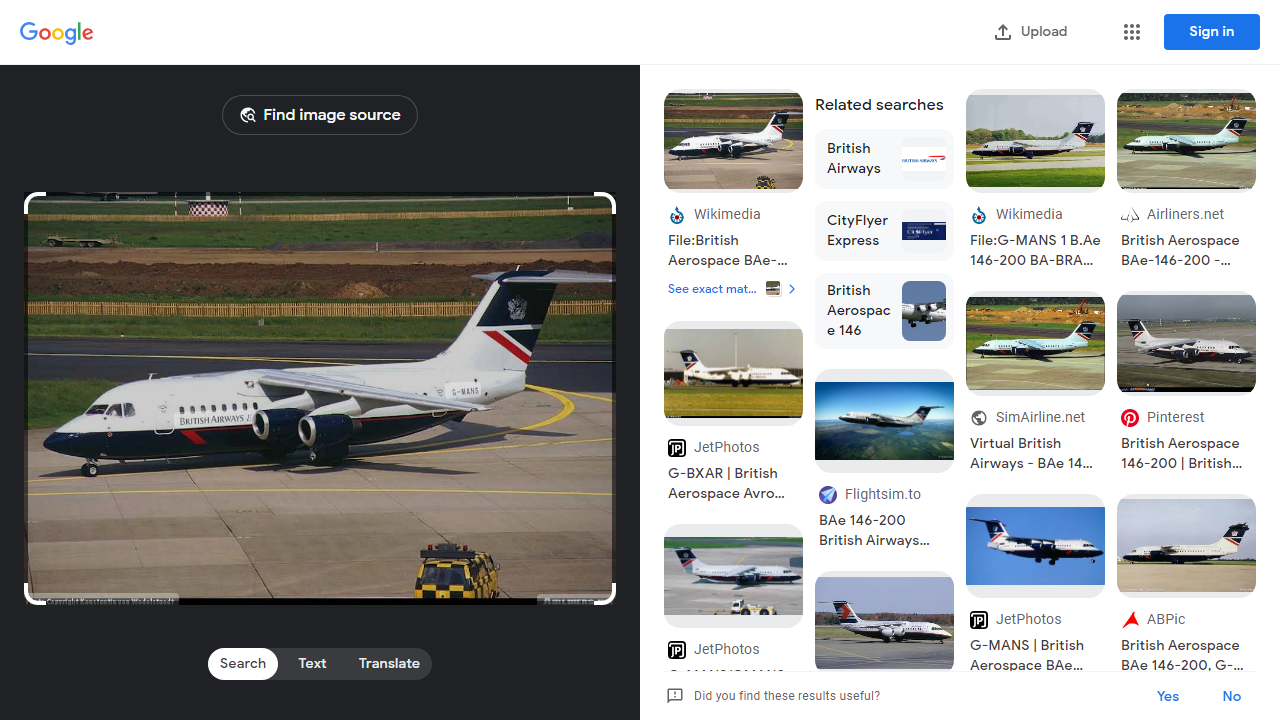 Google
Upload
Sign in
Find image source
G-MANS
BRITISH AIRWAYS E
Search
Text
Translate
Wikimedia
File:British
Aerospace BAe-...
See exact mat...
JetPhotos
G-BXAR | British
Aerospace Avro...
JetPhotos
Related searches
British
Airways
BRITISH AIRWAYS
CityFlyer
Express
British
Aerospac
e 146
Flightsim.to
BAe 146-200
British Airways...
Wikimedia
File:G-MANS 1 B.Ae
146-200 BA-BRA...
SimAirline.net
Virtual British
Airways - BAe 14...
JetPhotos
G-MANS | British
Aerospace BAe...
Airliners.net
British Aerospace
BAe-146-200 -...
Pinterest
British Aerospace
146-200 | British...
ABPic
British Aerospace
BAe 146-200, G-...
Did you find these results useful?
Yes
No